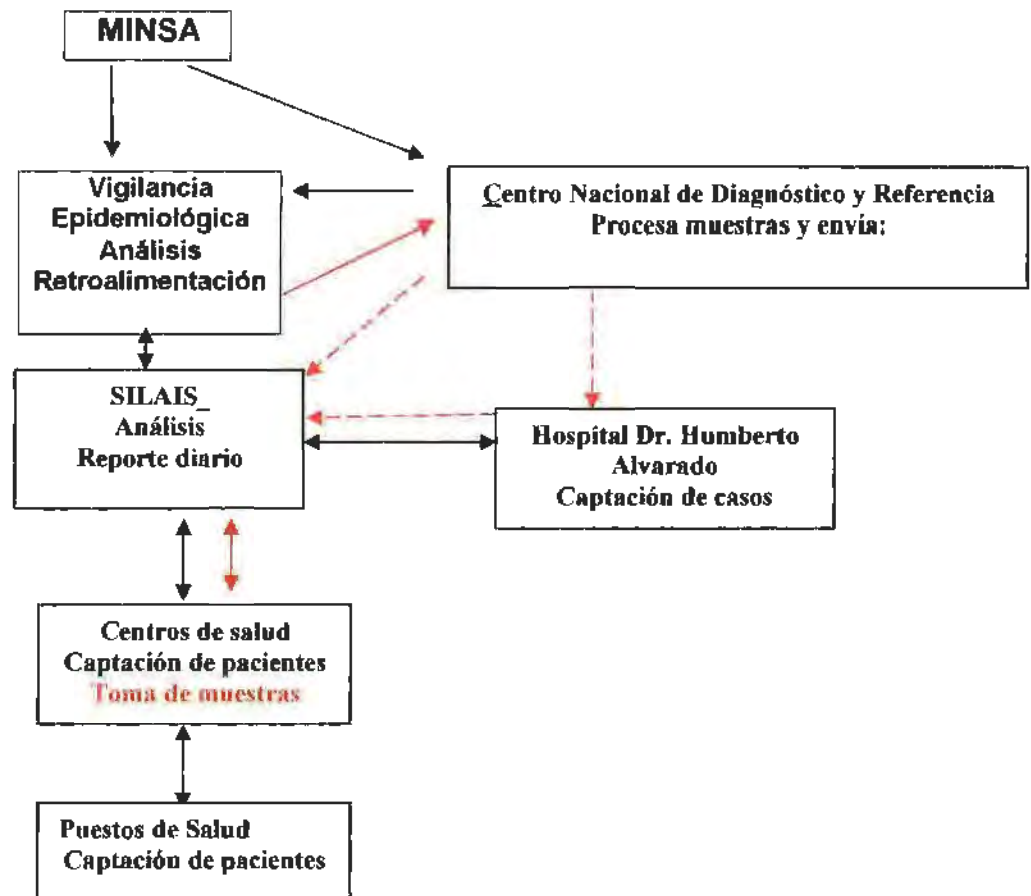 MINSA
Vigilancia
Epidemiológica
Análisis
Retroalimentación
Centro Nacional de Diagnóstico y Referencia
Procesa muestras y envía:
SILAIS_
Análisis
Reporte diario
Hospítal Dr. Humberto
Alvarado
Captación de casos
Centros de salud
Captación de pacientes
Toma de muestras
Puestos de Salud
Captación de pacientes